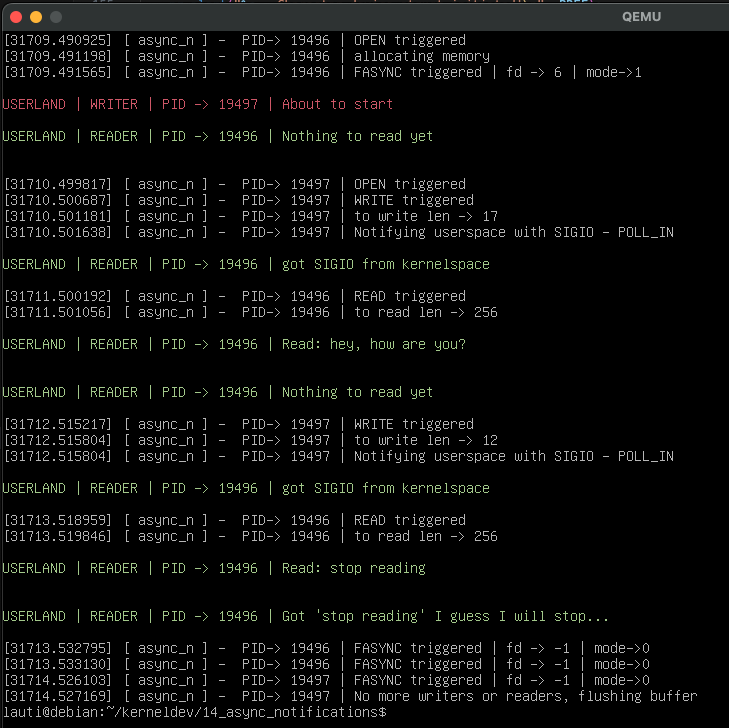 QEMU
[31709.490925] [ async_n ] -  PID-> 19496 | OPEN triggered
[31709.491198] [ async_n ] -  PID-> 19496 | allocating memory
[31709.491565] [ async_n ] -  PID-> 19496 | FASYNC triggered | fd -> 6 | mode->1
USERLAND | WRITER | PID -> 19497 | About to start
USERLAND | READER | PID -> 19496 | Nothing to read yet
[31710.499817] [ async_n ] -  PID-> 19497 | OPEN triggered
[31710.500687] [ async_n ] -  PID-> 19497 | WRITE triggered
[31710.501181] [ async_n ] -  PID-> 19497 | to write len -> 17
[31710.501638] [ async_n ] -  PID-> 19497 | Notifying userspace with SIGIO - POLL_IN
USERLAND | READER | PID -> 19496 | got SIGIO from kernelspace
[31711.500192] [ async_n ] -  PID-> 19496 | READ triggered
[31711.501056] [ async_n ] -  PID-> 19496 | to read len -> 256
USERLAND | READER | PID -> 19496 | Read: hey, how are you?
USERLAND | READER | PID -> 19496 | Nothing to read yet
[31712.515217] [ async_n ] -  PID-> 19497 | WRITE triggered
[31712.515804] [ async_n ] -  PID-> 19497 | to write len -> 12
[31712.515804] [ async_n ] -  PID-> 19497 | Notifying userspace with SIGIO - POLL_IN
USERLAND | READER | PID -> 19496 | got SIGIO from kernelspace
[31713.518959] [ async_n ] -  PID-> 19496 | READ triggered
[31713.519846] [ async_n ] -  PID-> 19496 | to read len -> 256
USERLAND | READER | PID -> 19496 | Read: stop reading
USERLAND | READER | PID -> 19496 | Got 'stop reading' I guess I will stop...
[31713.532795] [ async_n ] -  PID-> 19496 | FASYNC triggered | fd -> -1 | mode->0
[31713.533130] [ async_n ] -  PID-> 19496 | FASYNC triggered | fd -> -1 | mode->0
[31714.526103] [ async_n ] -  PID-> 19497 | FASYNC triggered | fd -> -1 | mode->0
[31714.527169] [ async_n ] -  PID-> 19497 | No more writers or readers, flushing buffer
lauti@debian:~/kerneldev/14_async_notifications$